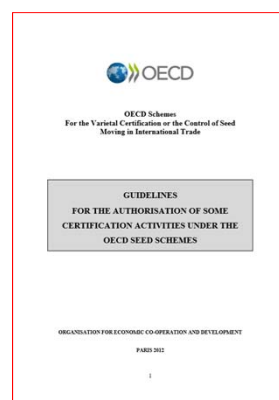 OECD
OECD Schemes
For the Varietal Certification or the Control of Seed
Moving in International Trade
GUIDELINES
FOR THE AUTHORISATION OF SOME
CERTIFICATION ACTIVITIES UNDER THE
OECD SEED SCHEMES
ORGANISATION FOR ECONOMIC CO-OPERATION AND DEVELOPMENT
PARIS 2022
1